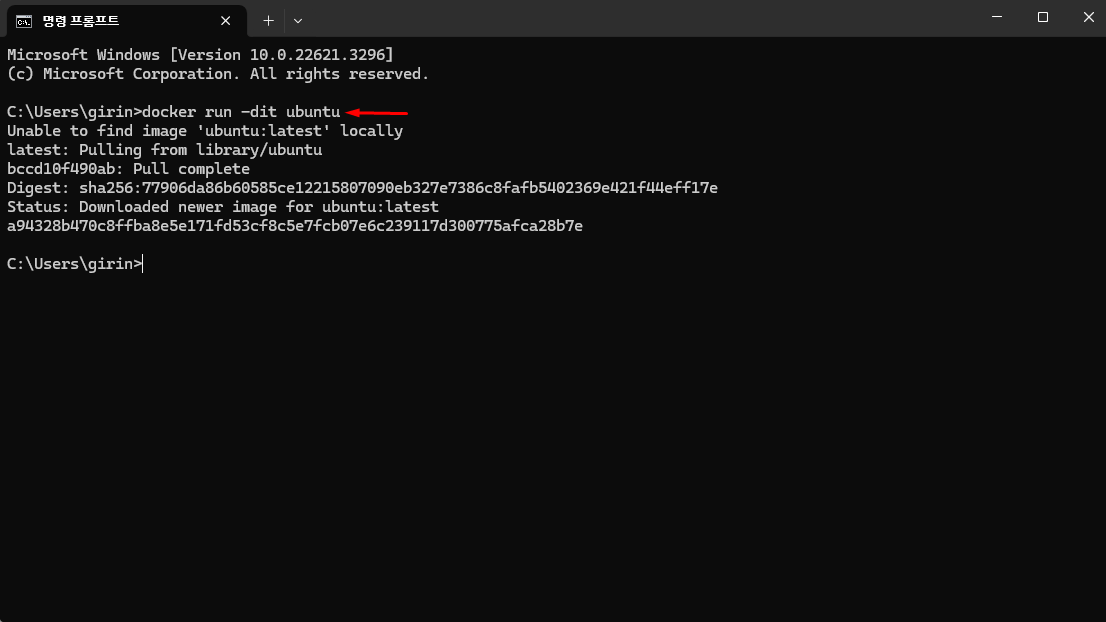 명령 프롬프트
Microsoft Windows [Version 10.0.22621.3296]
(c) Microsoft Corporation. All rights reserved.
C:\Users\girin>docker run -dit ubuntu
Unable to find image 'ubuntu:latest' locally
latest: Pulling from library/ubuntu
bccd10f490ab: Pull complete
Digest: sha256:77906da86b60585ce12215807090eb327e7386c8fafb5402369e421f44eff17e
Status: Downloaded newer image for ubuntu:latest
a94328b470c8ffba8e5e171fd53cf8c5e7fcb07e6c239117d300775afca28b7e
C:\Users\girin>